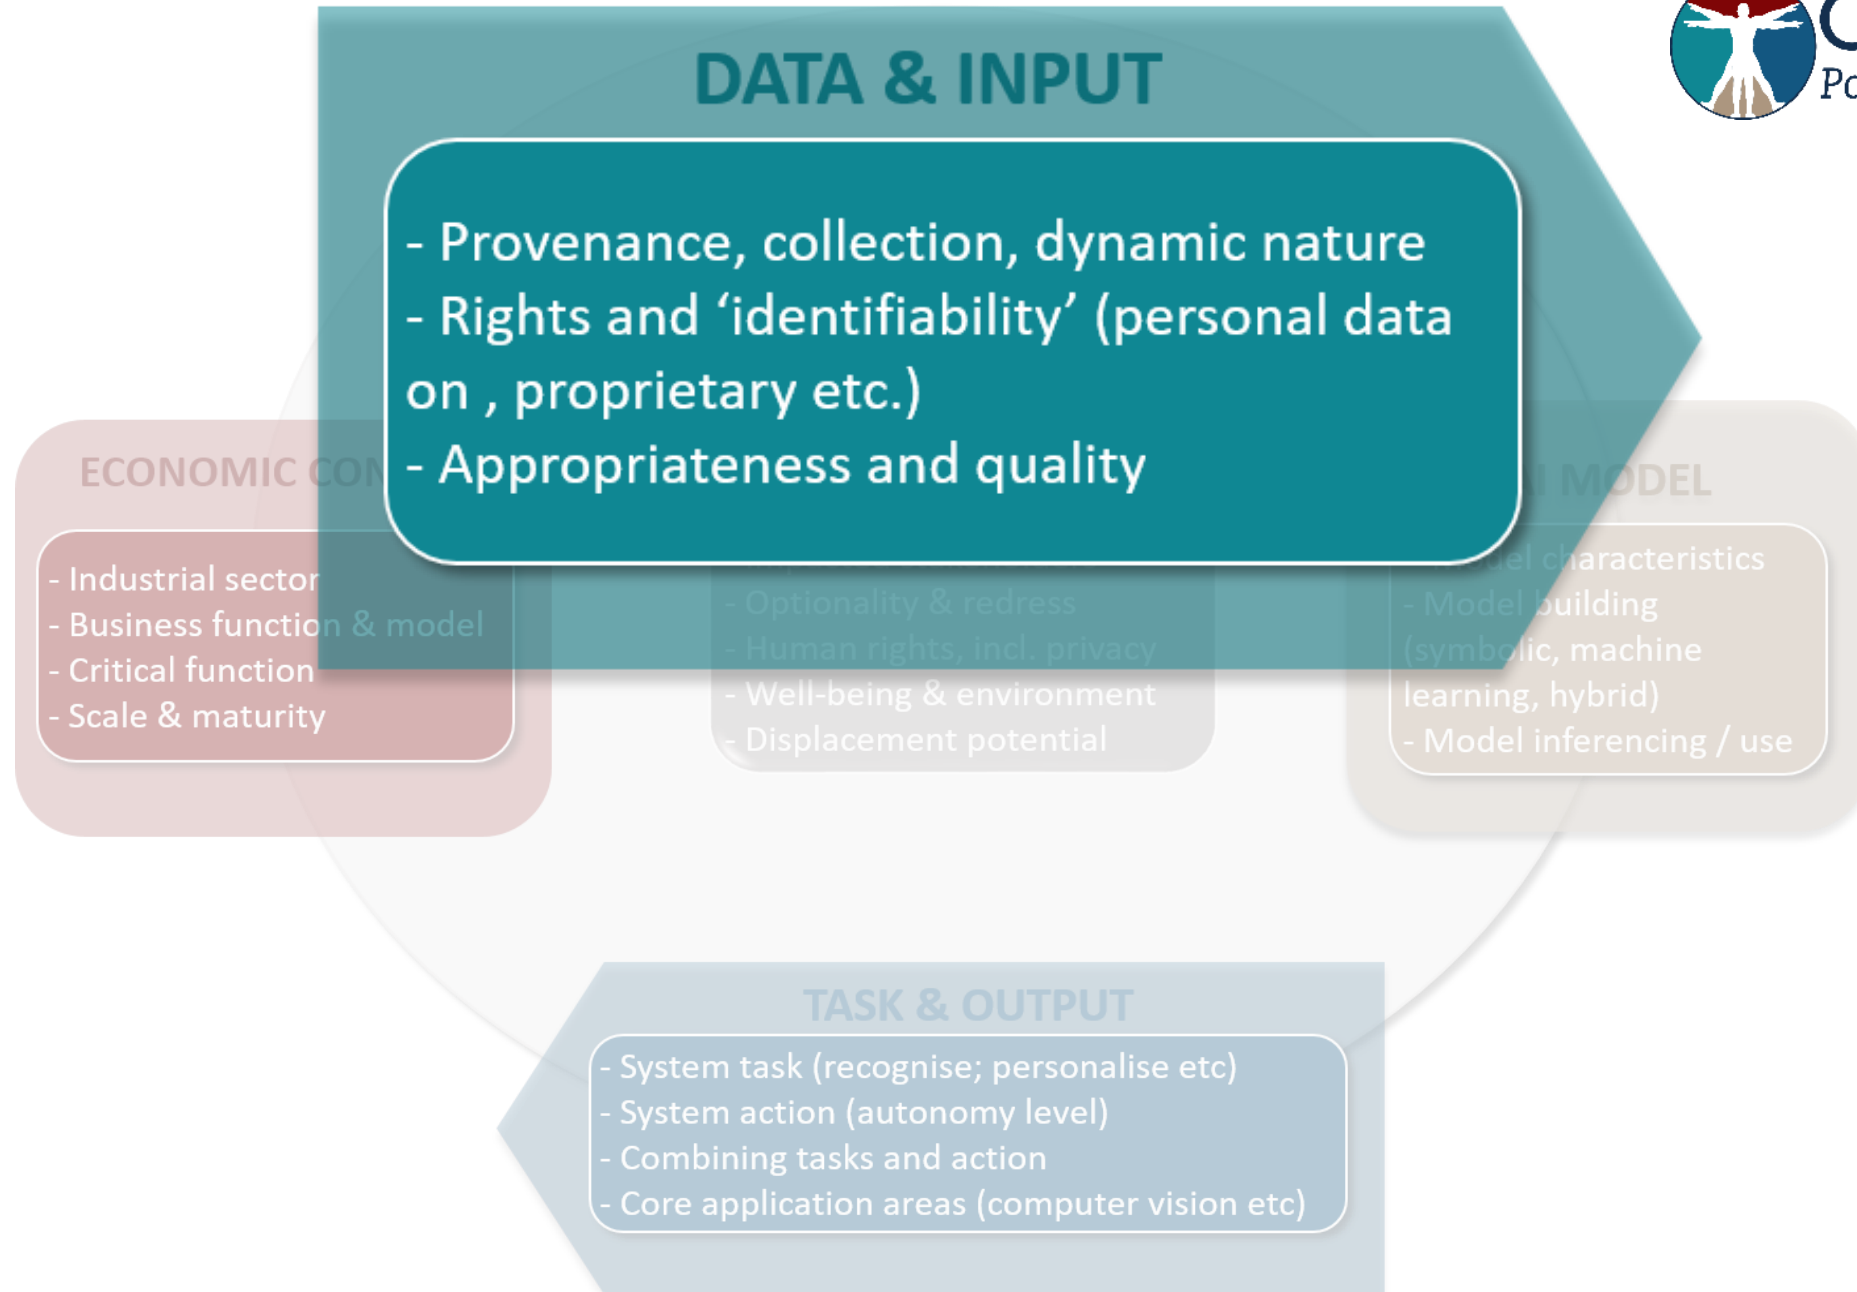 DATA & INPUT
- Provenance, collection, dynamic nature
- Rights and ‘identifiability’ (personal data
on , proprietary etc.)
- Appropriateness and quality
ECONOMIC
- Industrial sector
- Business function & model
- Critical function
- Scale & maturity
- Optionality & redress
- Human rights, incl. privacy
- Well-being & environment
- Displacement potential
AI MODEL
characteristics
- Model building
(symbolic, machine
learning, hybrid)
- Model inferencing / use
TASK & OUTPUT
- System task (recognise; personalise etc)
- System action (autonomy level)
- Combining tasks and action
- Core application areas (computer vision etc)